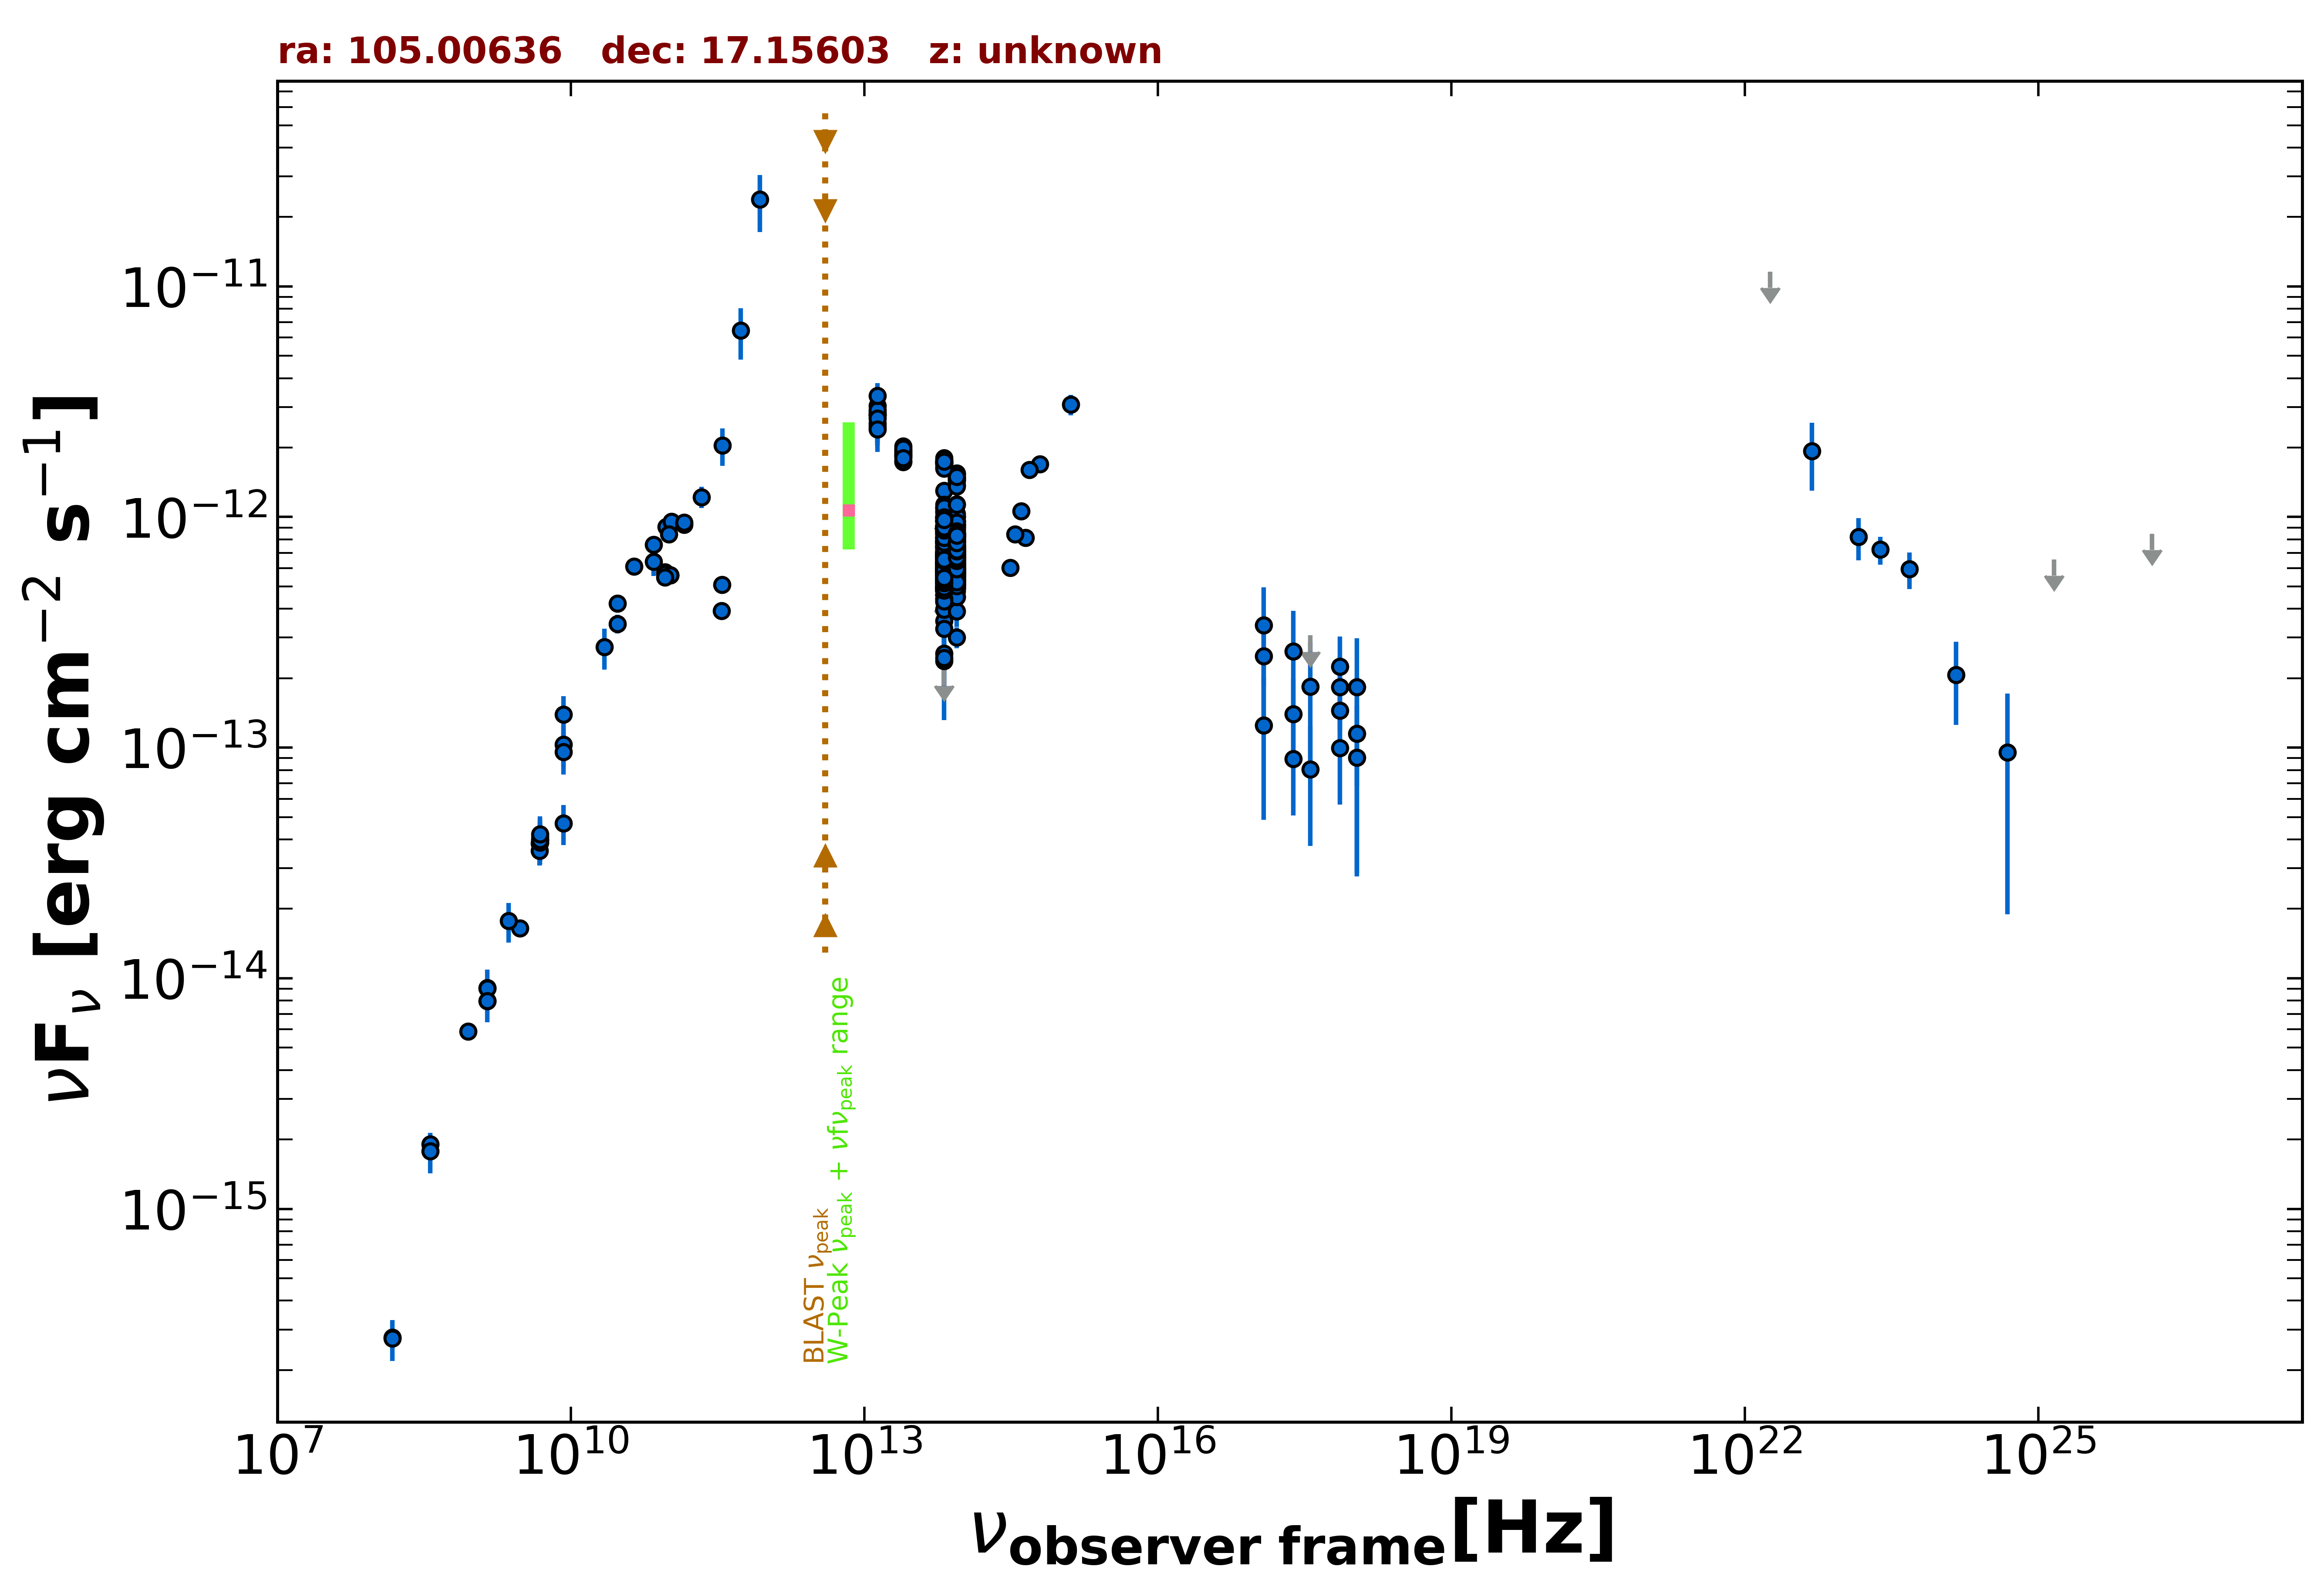 ra: 105.00636   dec: 17.15603   z: unknown
νFν [erg cm−2 s−1]
10−11
10−12
10−13
10−14
10−15
BLAST νpeak
W-Peak νpeak + νfνpeak range
107 1010 1013 1016 1019 1022 1025
νobserver frame[Hz]